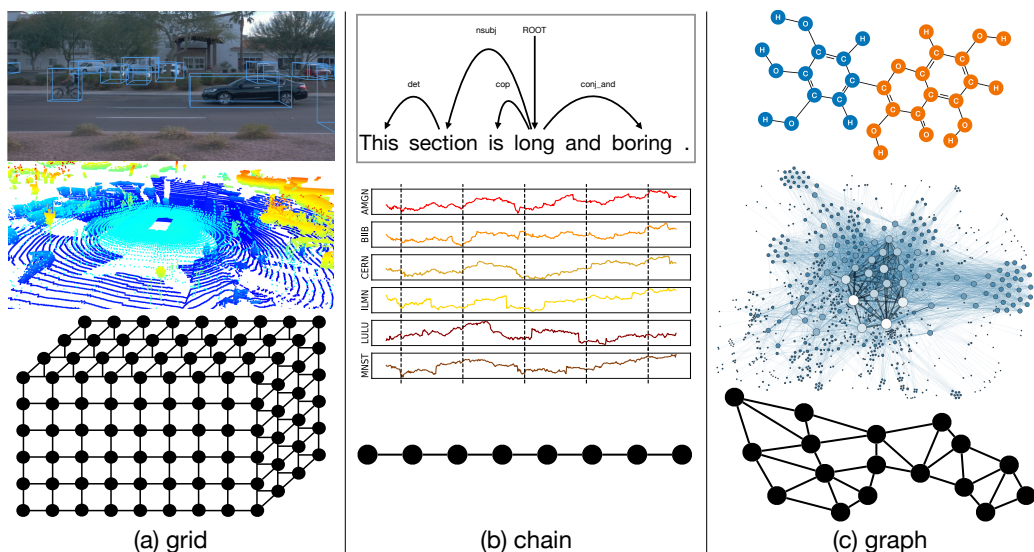 nsubj ROOT
det cop conj_and
This section is long and boring .
AMGN
BIIB
CERN
ILMN
LULU
MNST
H H
O H O H
H C C C C
O C C O C C
C C C C C H
H O H C C O
O O H
H
(a) grid
(b) chain
(c) graph